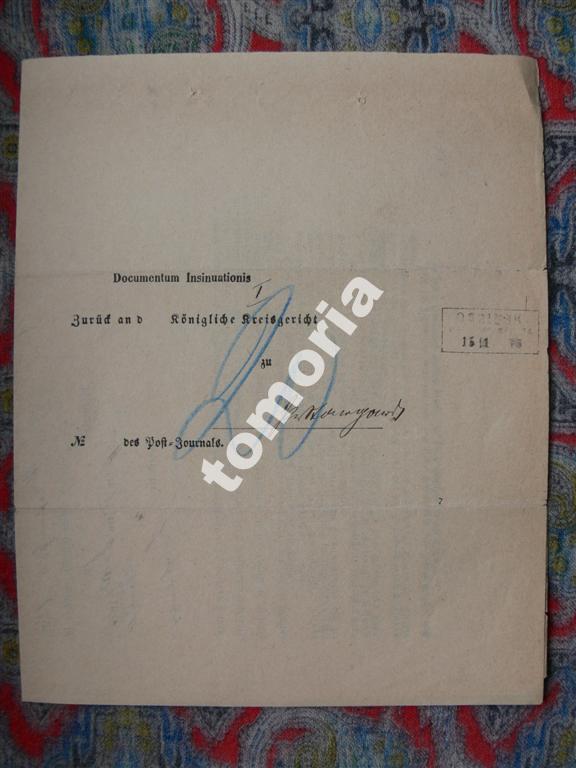 Documentum Insinuationis
Zurück an d Königliche Kreisgericht
zu
№ des Post-Journals.
tomoria